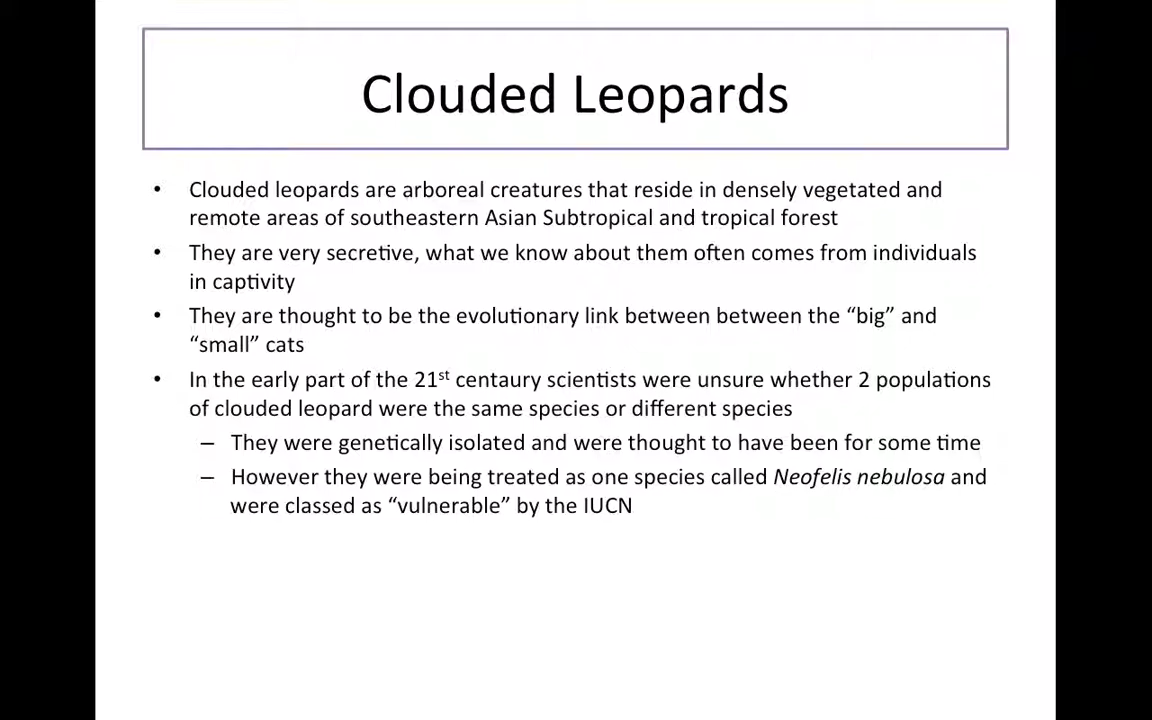 Clouded Leopards
• Clouded leopards are arboreal creatures that reside in densely vegetated and
remote areas of southeastern Asian Subtropical and tropical forest
• They are very secretive, what we know about them often comes from individuals
in captivity
• They are thought to be the evolutionary link between between the “big” and
“small” cats
• In the early part of the 21st centaury scientists were unsure whether 2 populations
of clouded leopard were the same species or different species
– They were genetically isolated and were thought to have been for some time
– However they were being treated as one species called Neofelis nebulosa and
were classed as “vulnerable” by the IUCN